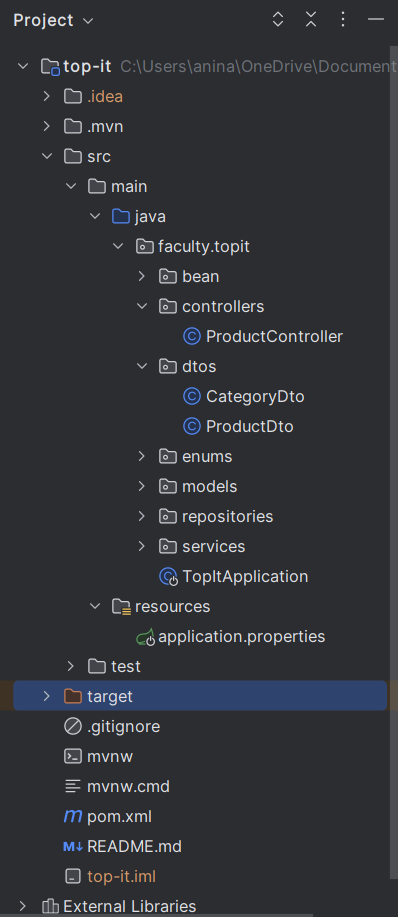 Project
top-it C:\Users\anina\OneDrive\Document
.idea
.mvn
src
main
java
faculty.topit
bean
controllers
ProductController
dtos
CategoryDto
ProductDto
enums
models
repositories
services
TopItApplication
resources
application.properties
test
target
.gitignore
mvnw
mvnw.cmd
pom.xml
README.md
top-it.iml
External Libraries